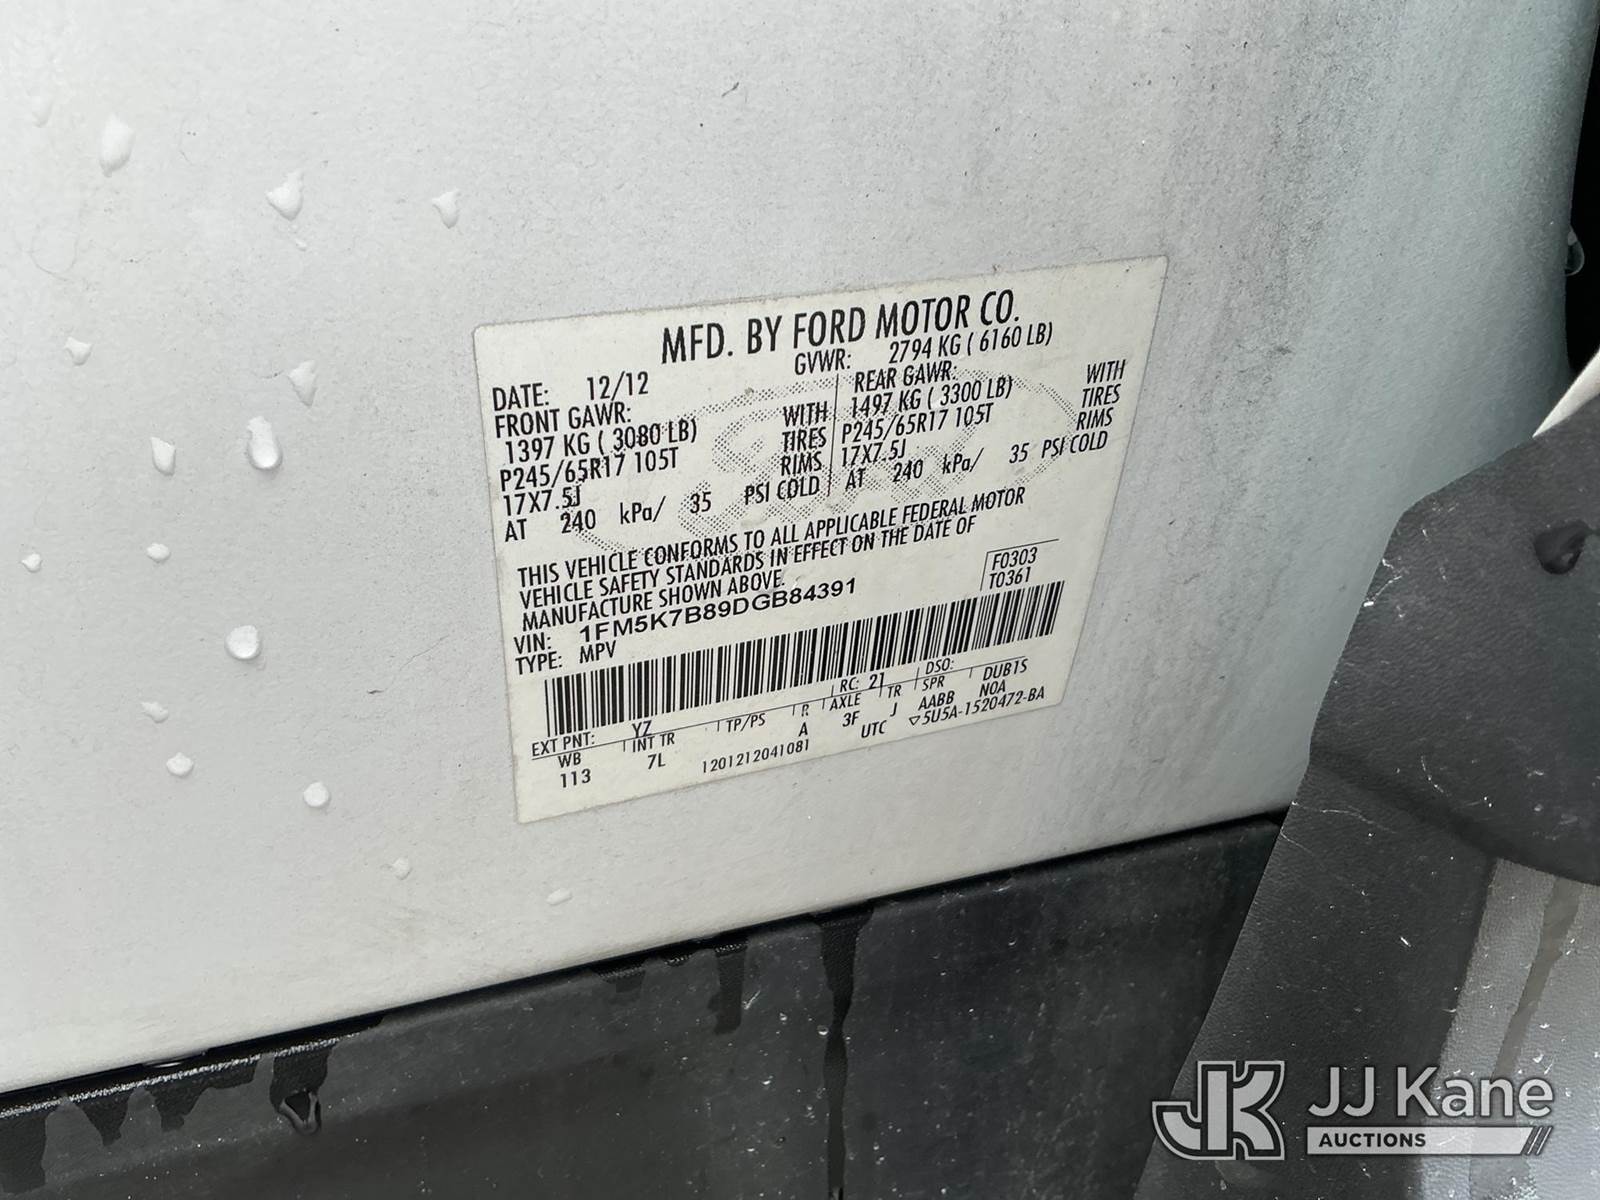 MFD. BY FORD MOTOR CO.
DATE: 12/12 GVWR: 2794 KG ( 6160 LB)
FRONT GAWR: REAR GAWR:
1397 KG ( 3080 LB) WITH 1497 KG ( 3300 LB) WITH
P245/65R17 105T TIRES P245/65R17 105T TIRES
17X7.5J RIMS 17X7.5J RIMS
AT 240 kPa/ 35 PSI COLD AT 240 kPa/ 35 PSI COLD
THIS VEHICLE CONFORMS TO ALL APPLICABLE FEDERAL MOTOR
VEHICLE SAFETY STANDARDS IN EFFECT ON THE DATE OF
MANUFACTURE SHOWN ABOVE.
F0303
T0361
VIN: 1FM5K7B89DGB84391
TYPE: MPV
EXT PNT: YZ RC: 21 DSO:
WB INT TR TP/PS R AXLE TR SPR DUB1S
113 7L A 3F J AABB N0A
1201212041081 UTC ▽5U5A-1520472-BA
JK JJ Kane
AUCTIONS